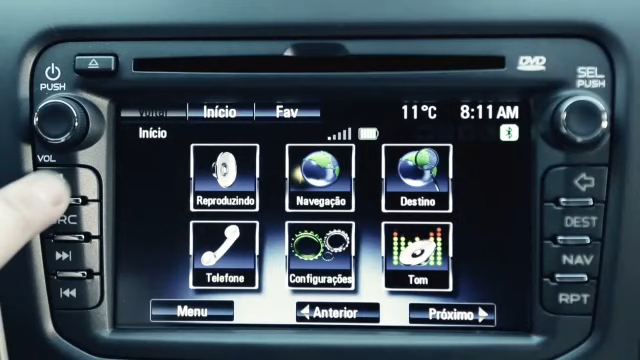 DVD
PUSH
SEL
PUSH
VOL
Voltar Início Fav 11°C 8:11 AM
Início
Reproduzindo Navegação Destino
Telefone Configurações Tom
Menu Anterior Próximo
DEST
NAV
RPT